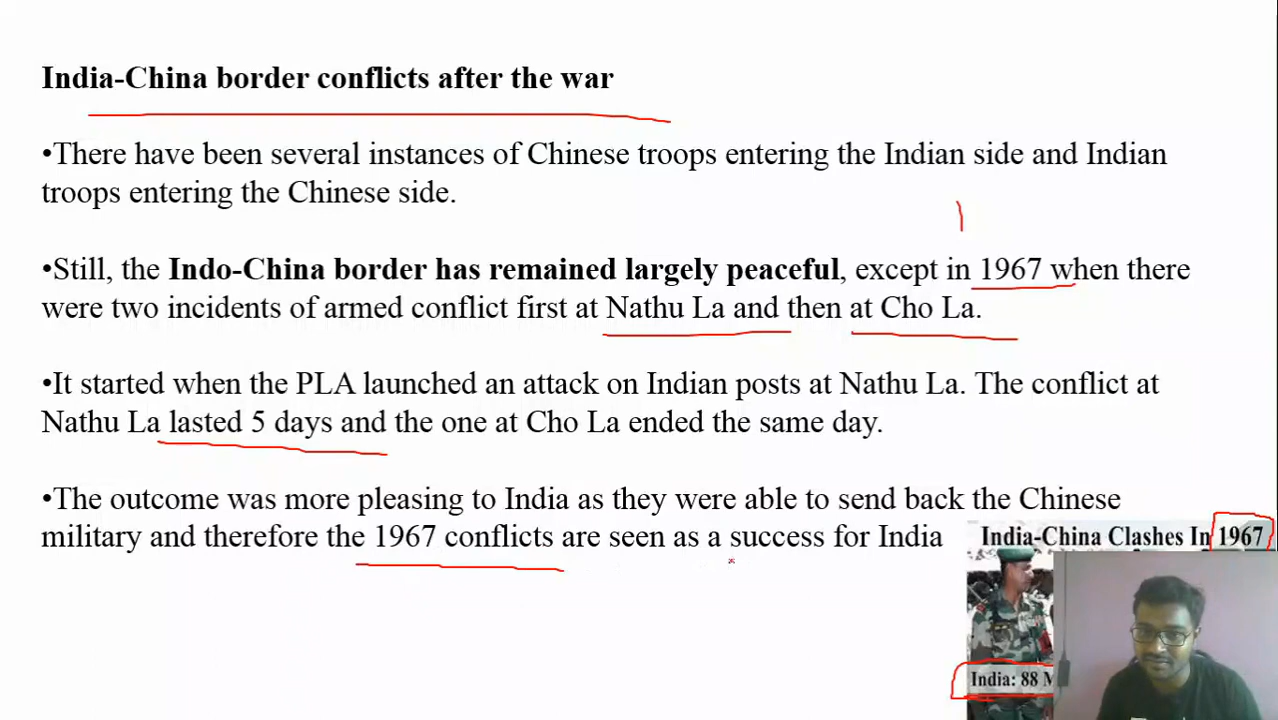 India-China border conflicts after the war
•There have been several instances of Chinese troops entering the Indian side and Indian
troops entering the Chinese side.
•Still, the Indo-China border has remained largely peaceful, except in 1967 when there
were two incidents of armed conflict first at Nathu La and then at Cho La.
•It started when the PLA launched an attack on Indian posts at Nathu La. The conflict at
Nathu La lasted 5 days and the one at Cho La ended the same day.
•The outcome was more pleasing to India as they were able to send back the Chinese
military and therefore the 1967 conflicts are seen as a success for India
India-China Clashes In 1967
India: 88